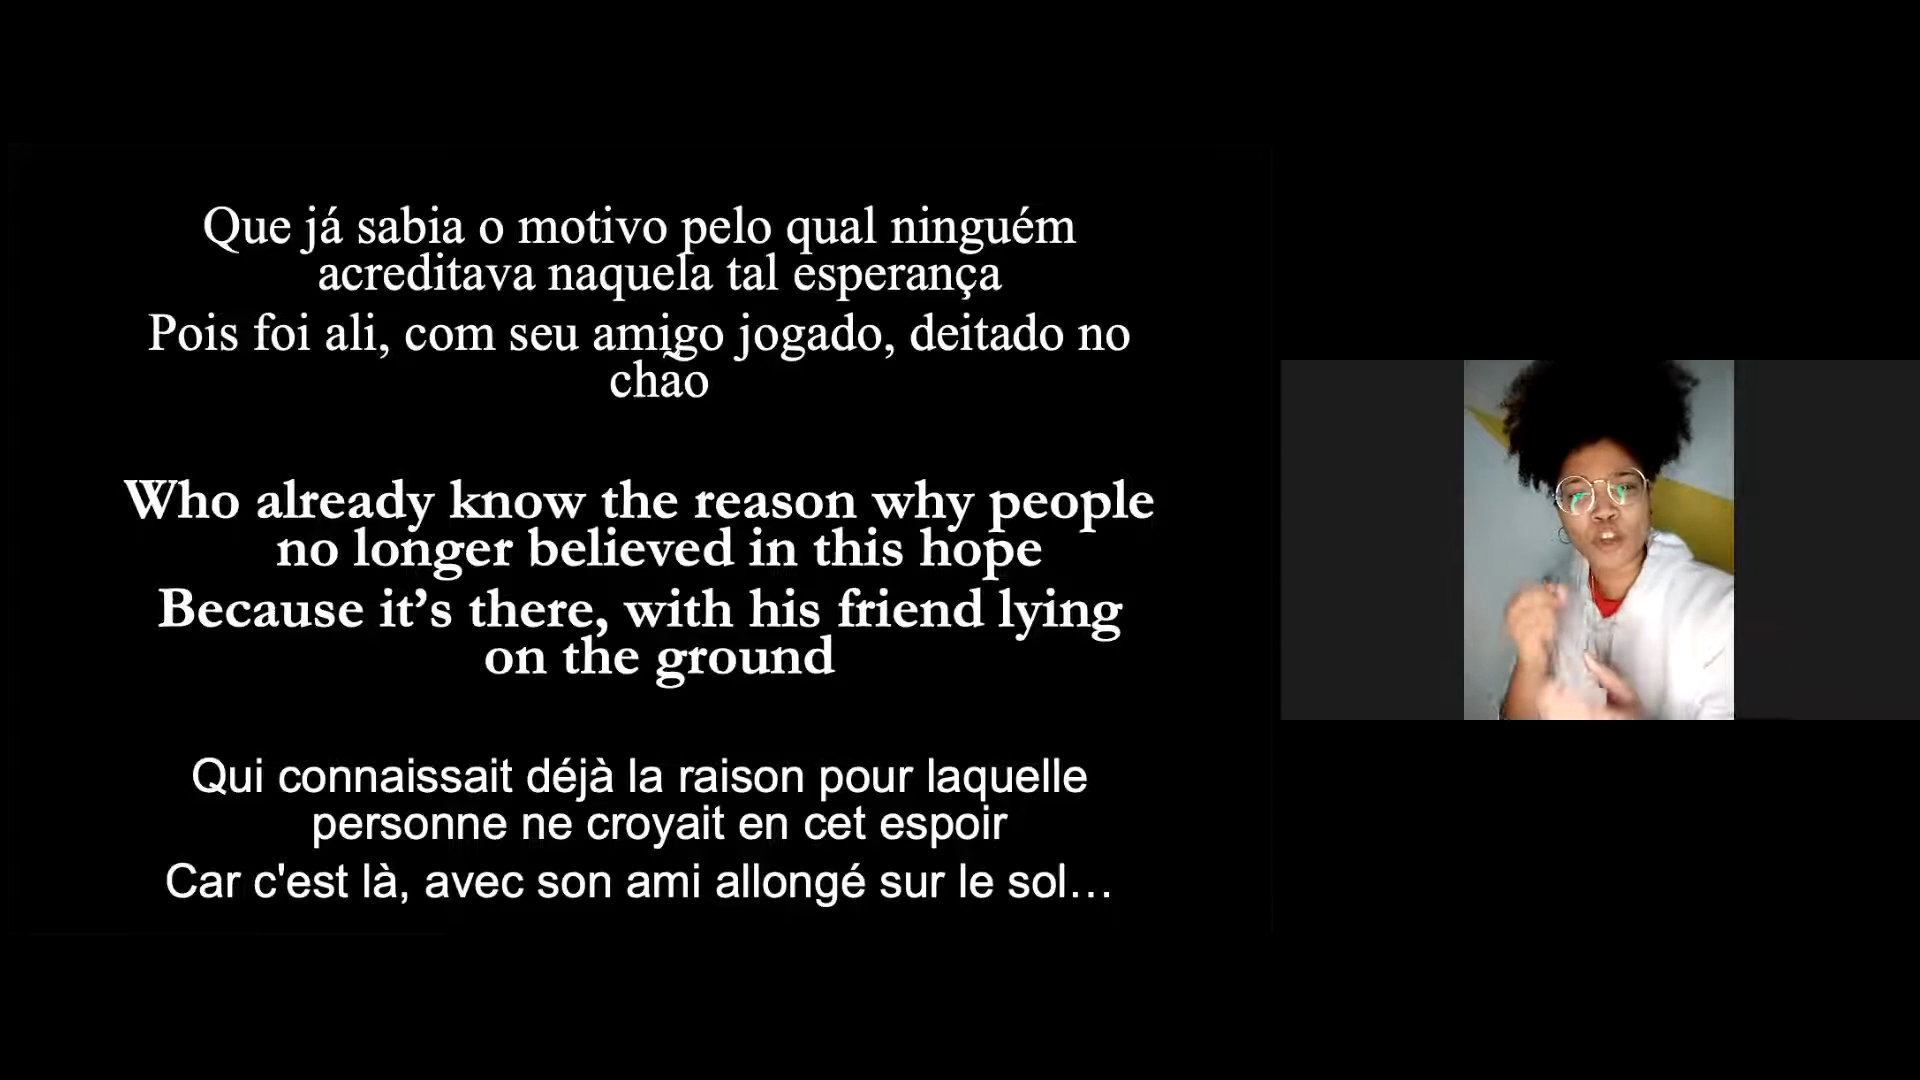 Que já sabia o motivo pelo qual ninguém
acreditava naquela tal esperança
Pois foi ali, com seu amigo jogado, deitado no
chão
Who already know the reason why people
no longer believed in this hope
Because it’s there, with his friend lying
on the ground
Qui connaissait déjà la raison pour laquelle
personne ne croyait en cet espoir
Car c'est là, avec son ami allongé sur le sol…